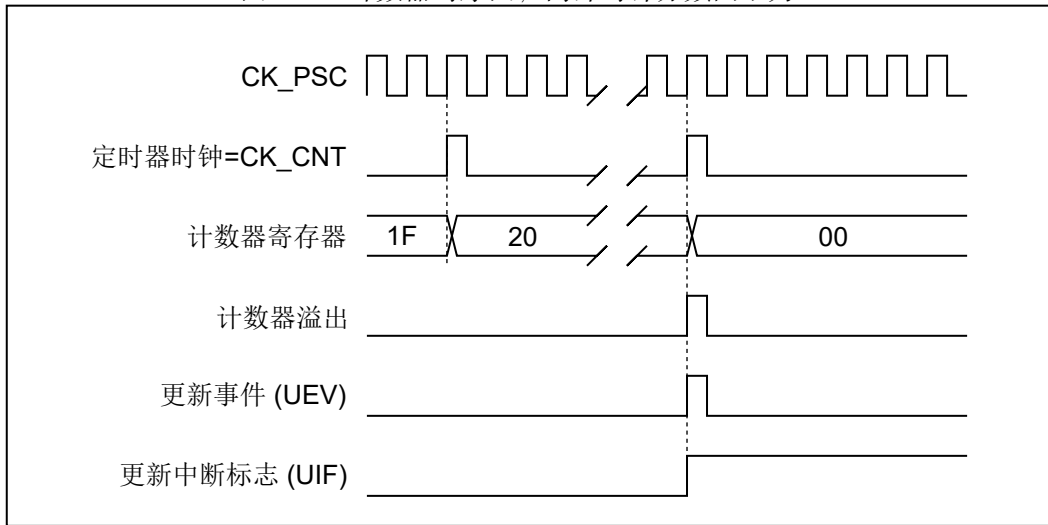 CK_PSC
定时器时钟=CK_CNT
计数器寄存器 1F 20 00
计数器溢出
更新事件 (UEV)
更新中断标志 (UIF)